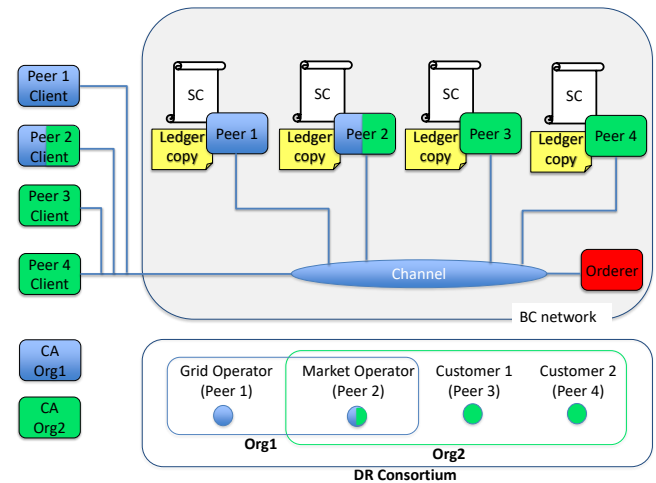 Peer 1
Client
Peer 2
Client
Peer 3
Client
Peer 4
Client
SC
Ledger
copy
Peer 1
SC
Ledger
copy
Peer 2
SC
Ledger
copy
Peer 3
SC
Ledger
copy
Peer 4
Channel
Orderer
BC network
CA
Org1
CA
Org2
Grid Operator
(Peer 1)
Market Operator
(Peer 2)
Customer 1
(Peer 3)
Customer 2
(Peer 4)
Org1
Org2
DR Consortium